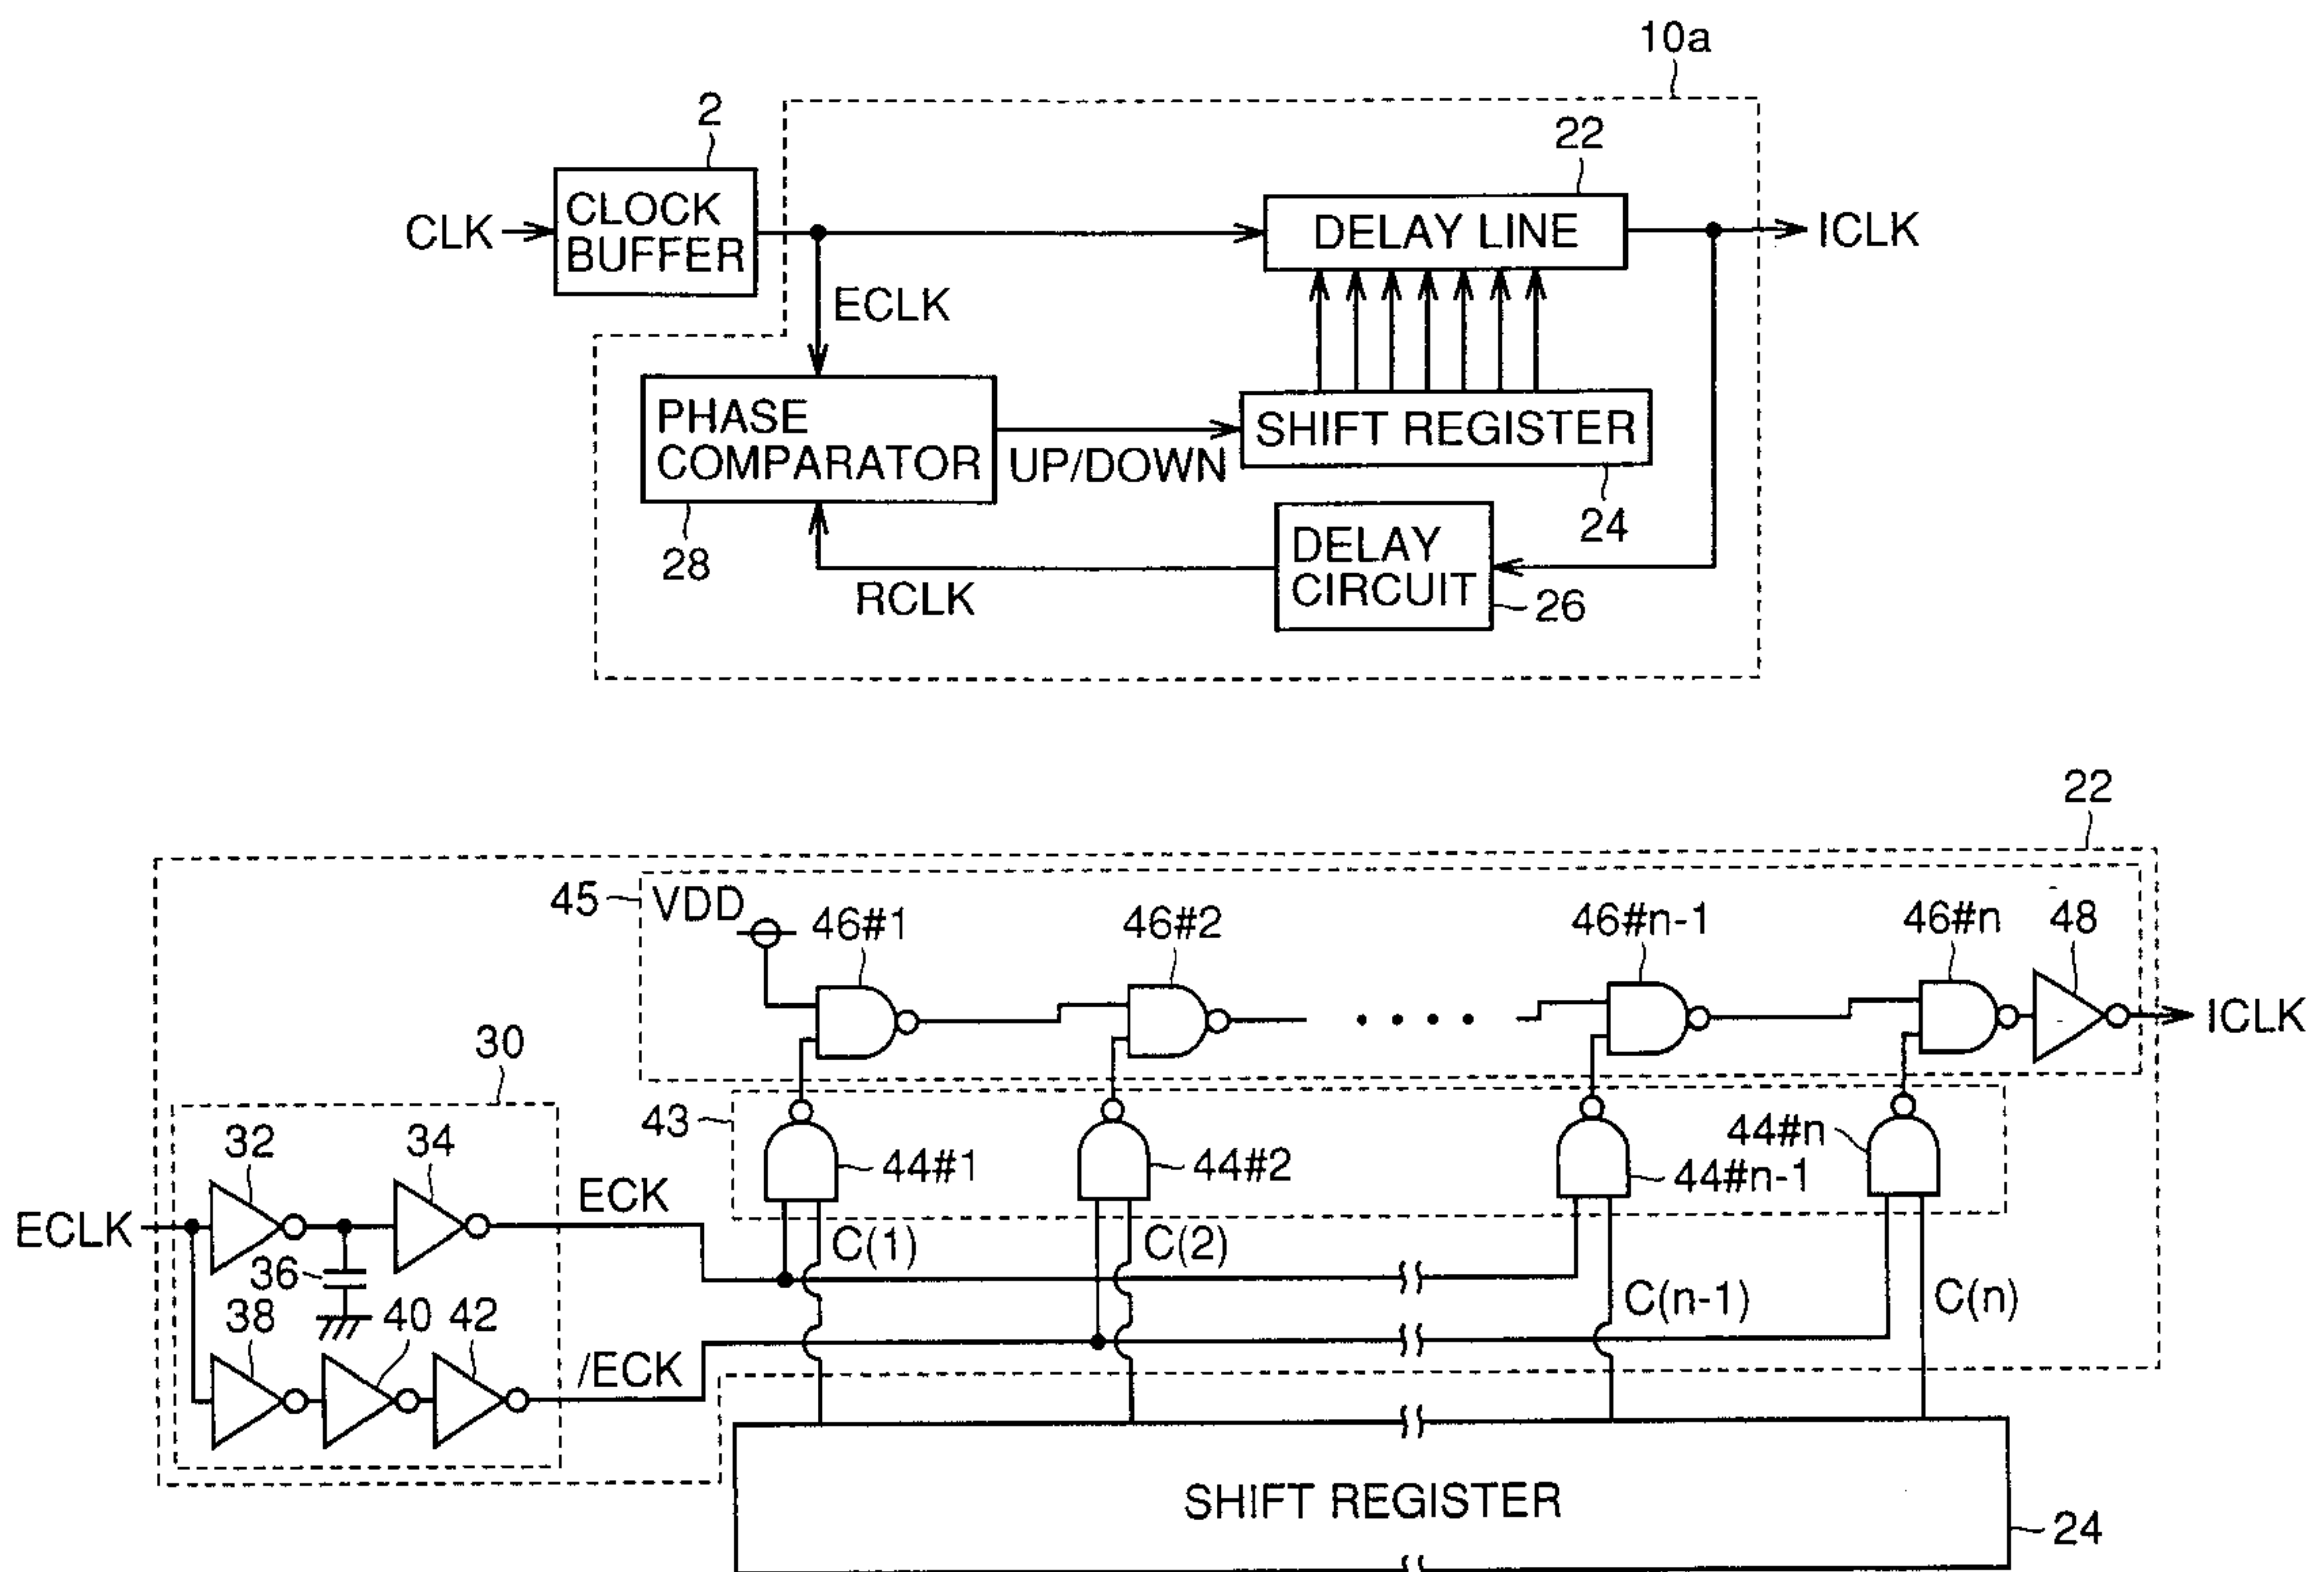 10a
2
22
CLK
CLOCK
BUFFER
DELAY LINE
ICLK
ECLK
PHASE
COMPARATOR
UP/DOWN
SHIFT REGISTER
24
28
DELAY
CIRCUIT
26
RCLK
22
45
VDD
46#1
46#2
46#n-1
46#n
48
ICLK
30
43
44#1
44#2
44#n-1
44#n
32
34
ECK
ECLK
36
C(1)
C(2)
C(n-1)
C(n)
38
40
42
/ECK
SHIFT REGISTER
24